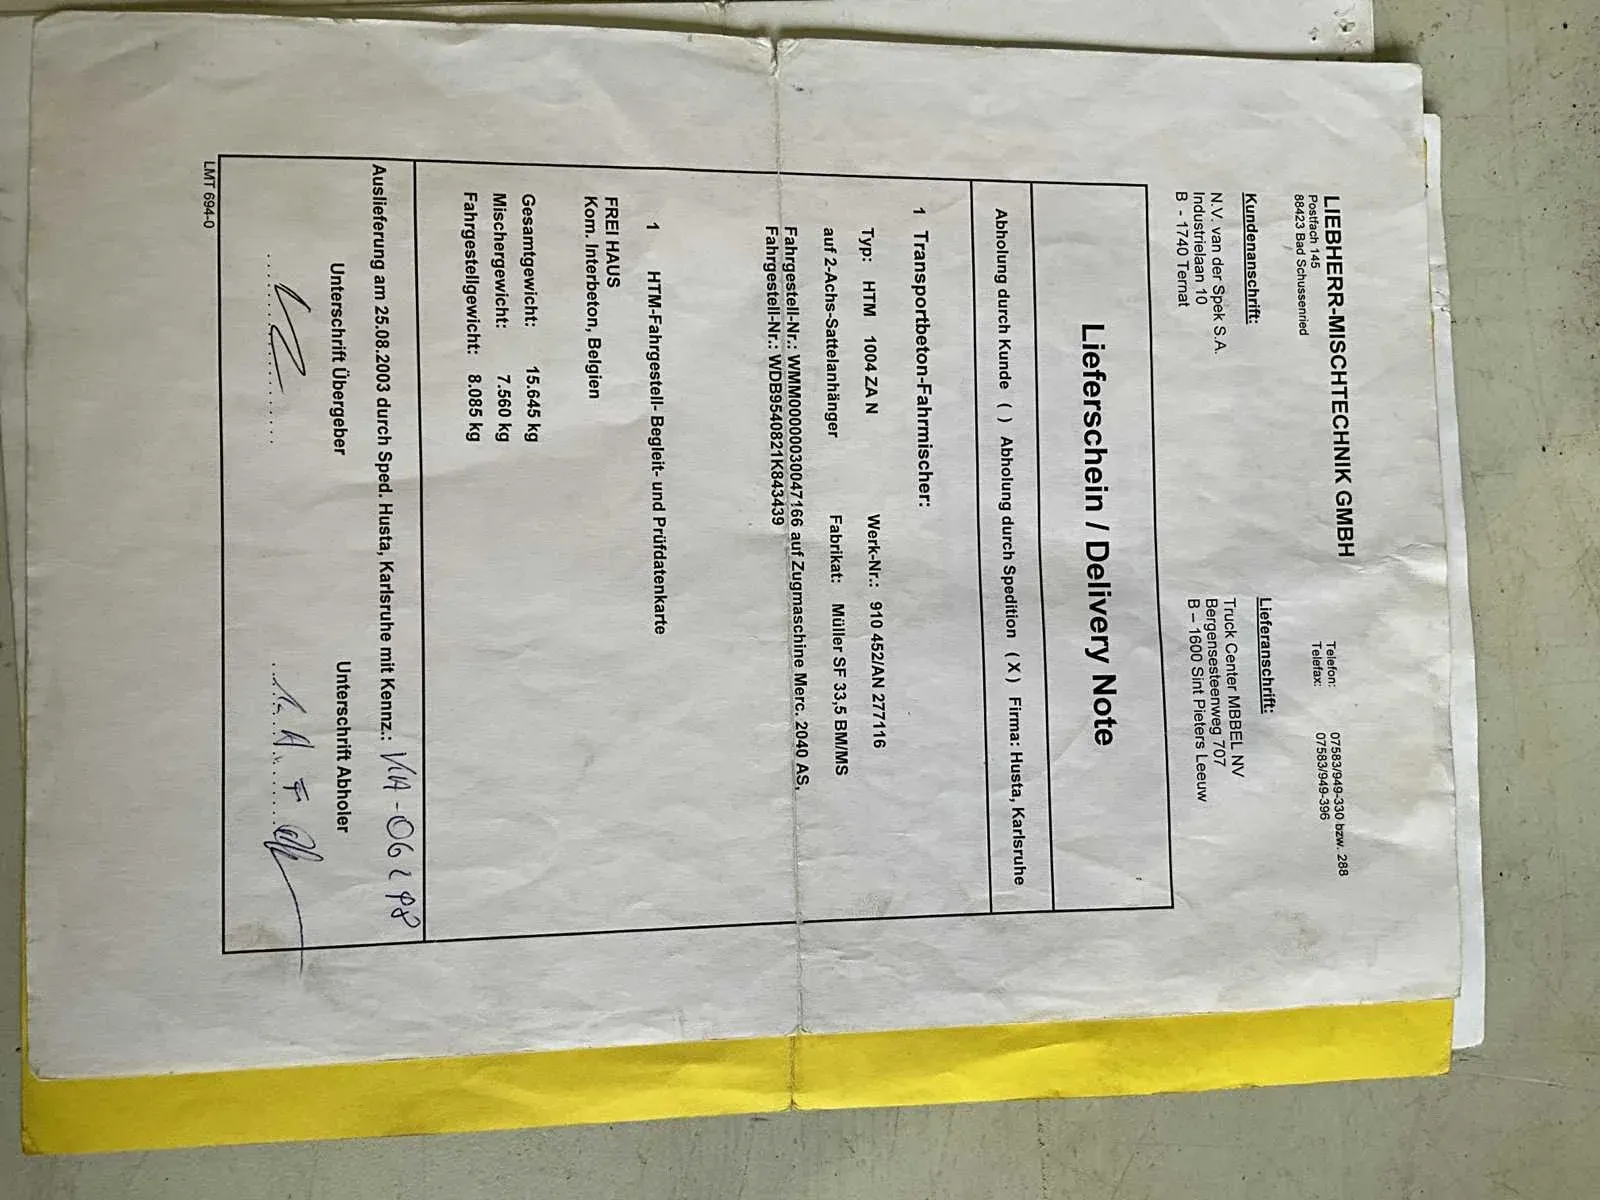 LIEBHERR-MISCHTECHNIK GMBH
Postfach 145
88423 Bad Schussenried
Telefon: 07583/949-330 bzw. 288
Telefax: 07583/949-396
Kundenanschrift:
N.V. van der Spek S.A.
Industrielaan 10
B - 1740 Ternat
Lieferanschrift:
Truck Center MBBEL NV
Bergensesteenweg 707
B – 1600 Sint Pieters Leeuw
Lieferschein / Delivery Note
Abholung durch Kunde ( ) Abholung durch Spedition ( X ) Firma: Husta, Karlsruhe
1 Transportbeton-Fahrmischer:
Typ: HTM 1004 ZA N Werk-Nr.: 910 452/AN 277116
auf 2-Achs-Sattelanhänger Fabrikat: Müller SF 33,5 BM/MS
Fahrgestell-Nr.: WMM00000030047166 auf Zugmaschine Merc. 2040 AS,
Fahrgestell-Nr.: WDB9540821K843439
1 HTM-Fahrgestell- Begleit- und Prüfdatenkarte
FREI HAUS
Kom. Interbeton, Belgien
Gesamtgewicht: 15.645 kg
Mischergewicht: 7.560 kg
Fahrgestellgewicht: 8.085 kg
Auslieferung am 25.08.2003 durch Sped. Husta, Karlsruhe mit Kennz.:
Unterschrift Übergeber Unterschrift Abholer
LMT 694-0